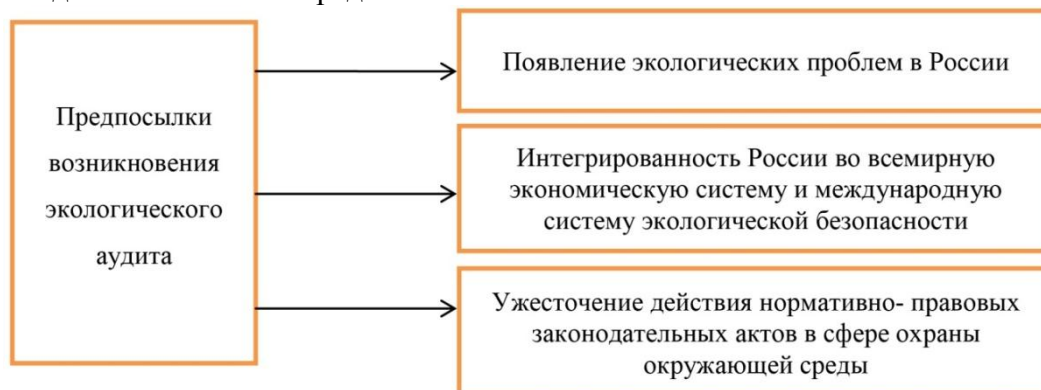 Предпосылки
возникновения
экологического
аудита
Появление экологических проблем в России
Интегрированность России во всемирную
экономическую систему и международную
систему экологической безопасности
Ужесточение действия нормативно- правовых
законодательных актов в сфере охраны
окружающей среды